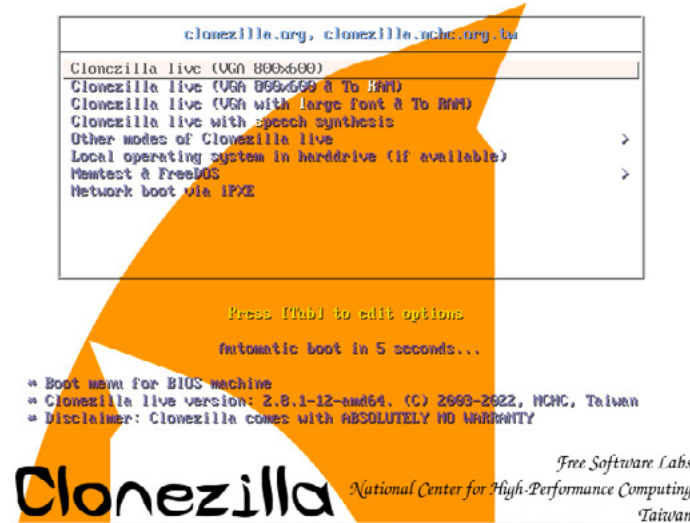 clonezilla.org, clonezilla.nchc.org.tw
Clonezilla live (VGA 800x600)
Clonezilla live (VGA 800x600 & To RAM)
Clonezilla live (VGA with large font & To RAM)
Clonezilla live with speech synthesis
Other modes of Clonezilla live >
Local operating system in harddrive (if available)
Memtest & FreeDOS >
Network boot via iPXE
Press [Tab] to edit options
Automatic boot in 5 seconds...
* Boot menu for BIOS machine
* Clonezilla live version: 2.8.1-12-amd64. (C) 2003-2022, NCHC, Taiwan
* Disclaimer: Clonezilla comes with ABSOLUTELY NO WARRANTY
Clonezilla
Free Software Labs
National Center for High-Performance Computing
Taiwan